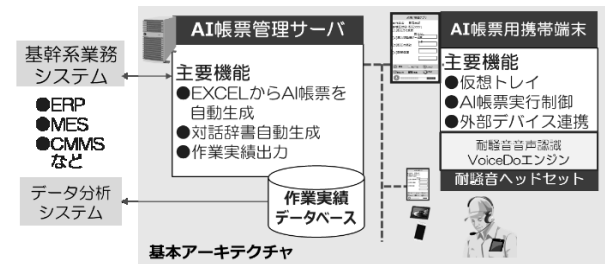 基幹系業務
システム
●ERP
●MES
●CMMS
など
データ分析
システム
AI帳票管理サーバ
主要機能
●EXCELからAI帳票を
自動生成
●対話辞書自動生成
●作業実績出力
作業実績
データベース
基本アーキテクチャ
AI帳票用携帯端末
主要機能
●仮想トレイ
●AI帳票実行制御
●外部デバイス連携
耐騒音音声認識
VoiceDoエンジン
耐騒音ヘッドセット